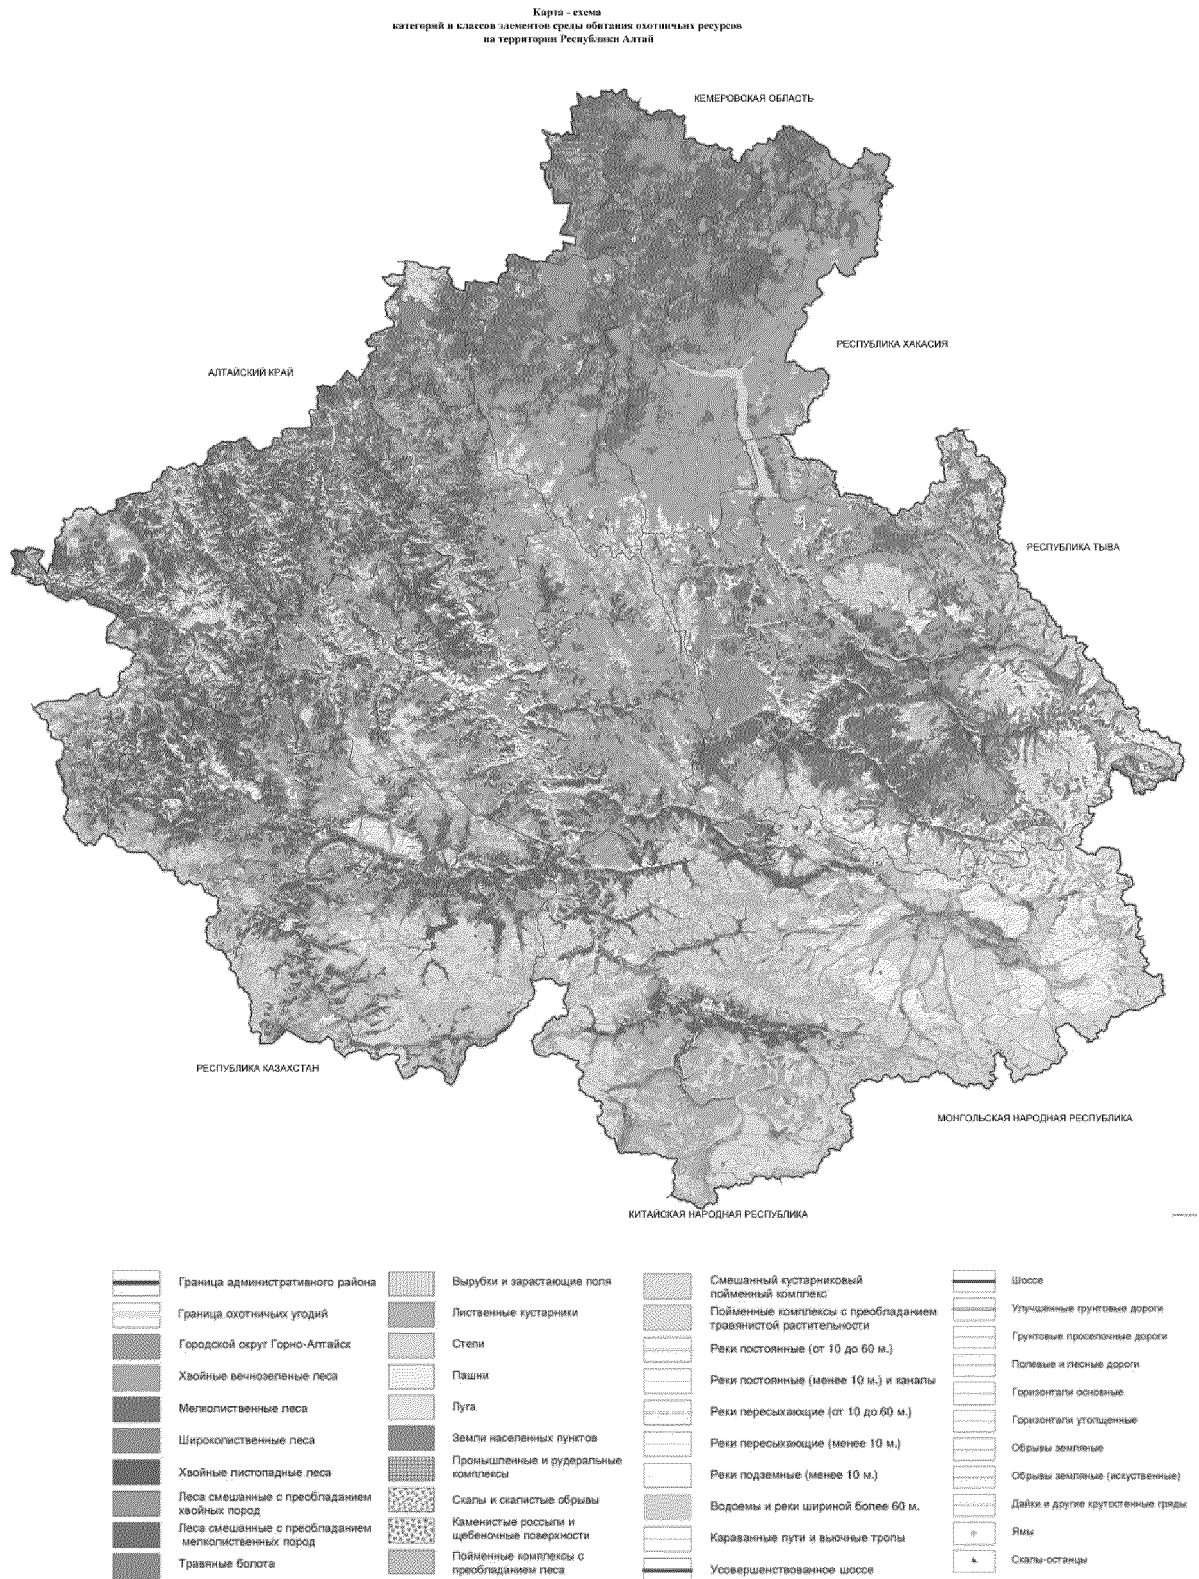 Карта - схема
категорий и классов элементов среды обитания охотничьих ресурсов
на территории Республики Алтай
КЕМЕРОВСКАЯ ОБЛАСТЬ
РЕСПУБЛИКА ХАКАСИЯ
АЛТАЙСКИЙ КРАЙ
РЕСПУБЛИКА ТЫВА
РЕСПУБЛИКА КАЗАХСТАН
МОНГОЛЬСКАЯ НАРОДНАЯ РЕСПУБЛИКА
КИТАЙСКАЯ НАРОДНАЯ РЕСПУБЛИКА
Граница административного района
Граница охотничьих угодий
Городской округ Горно-Алтайск
Хвойные вечнозеленые леса
Мелколиственные леса
Широколиственные леса
Хвойные листопадные леса
Леса смешанные с преобладанием
хвойных пород
Леса смешанные с преобладанием
мелколиственных пород
Травяные болота
Вырубки и зарастающие поля
Лиственные кустарники
Степи
Пашни
Луга
Земли населенных пунктов
Промышленные и рудеральные
комплексы
Скалы и скалистые обрывы
Каменистые россыпи и
щебеночные поверхности
Пойменные комплексы с
преобладанием леса
Смешанный кустарниковый
пойменный комплекс
Пойменные комплексы с преобладанием
травянистой растительности
Реки постоянные (от 10 до 60 м.)
Реки постоянные (менее 10 м.) и каналы
Реки пересыхающие (от 10 до 60 м.)
Реки пересыхающие (менее 10 м.)
Реки подземные (менее 10 м.)
Водоемы и реки шириной более 60 м.
Караванные пути и вьючные тропы
Усовершенствованное шоссе
Шоссе
Улучшенные грунтовые дороги
Грунтовые проселочные дороги
Полевые и лесные дороги
Горизонтали основные
Горизонтали утолщенные
Обрывы земляные
Обрывы земляные (искуственные)
Дайки и другие крутостенные гряды
Ямы
Скалы-останцы